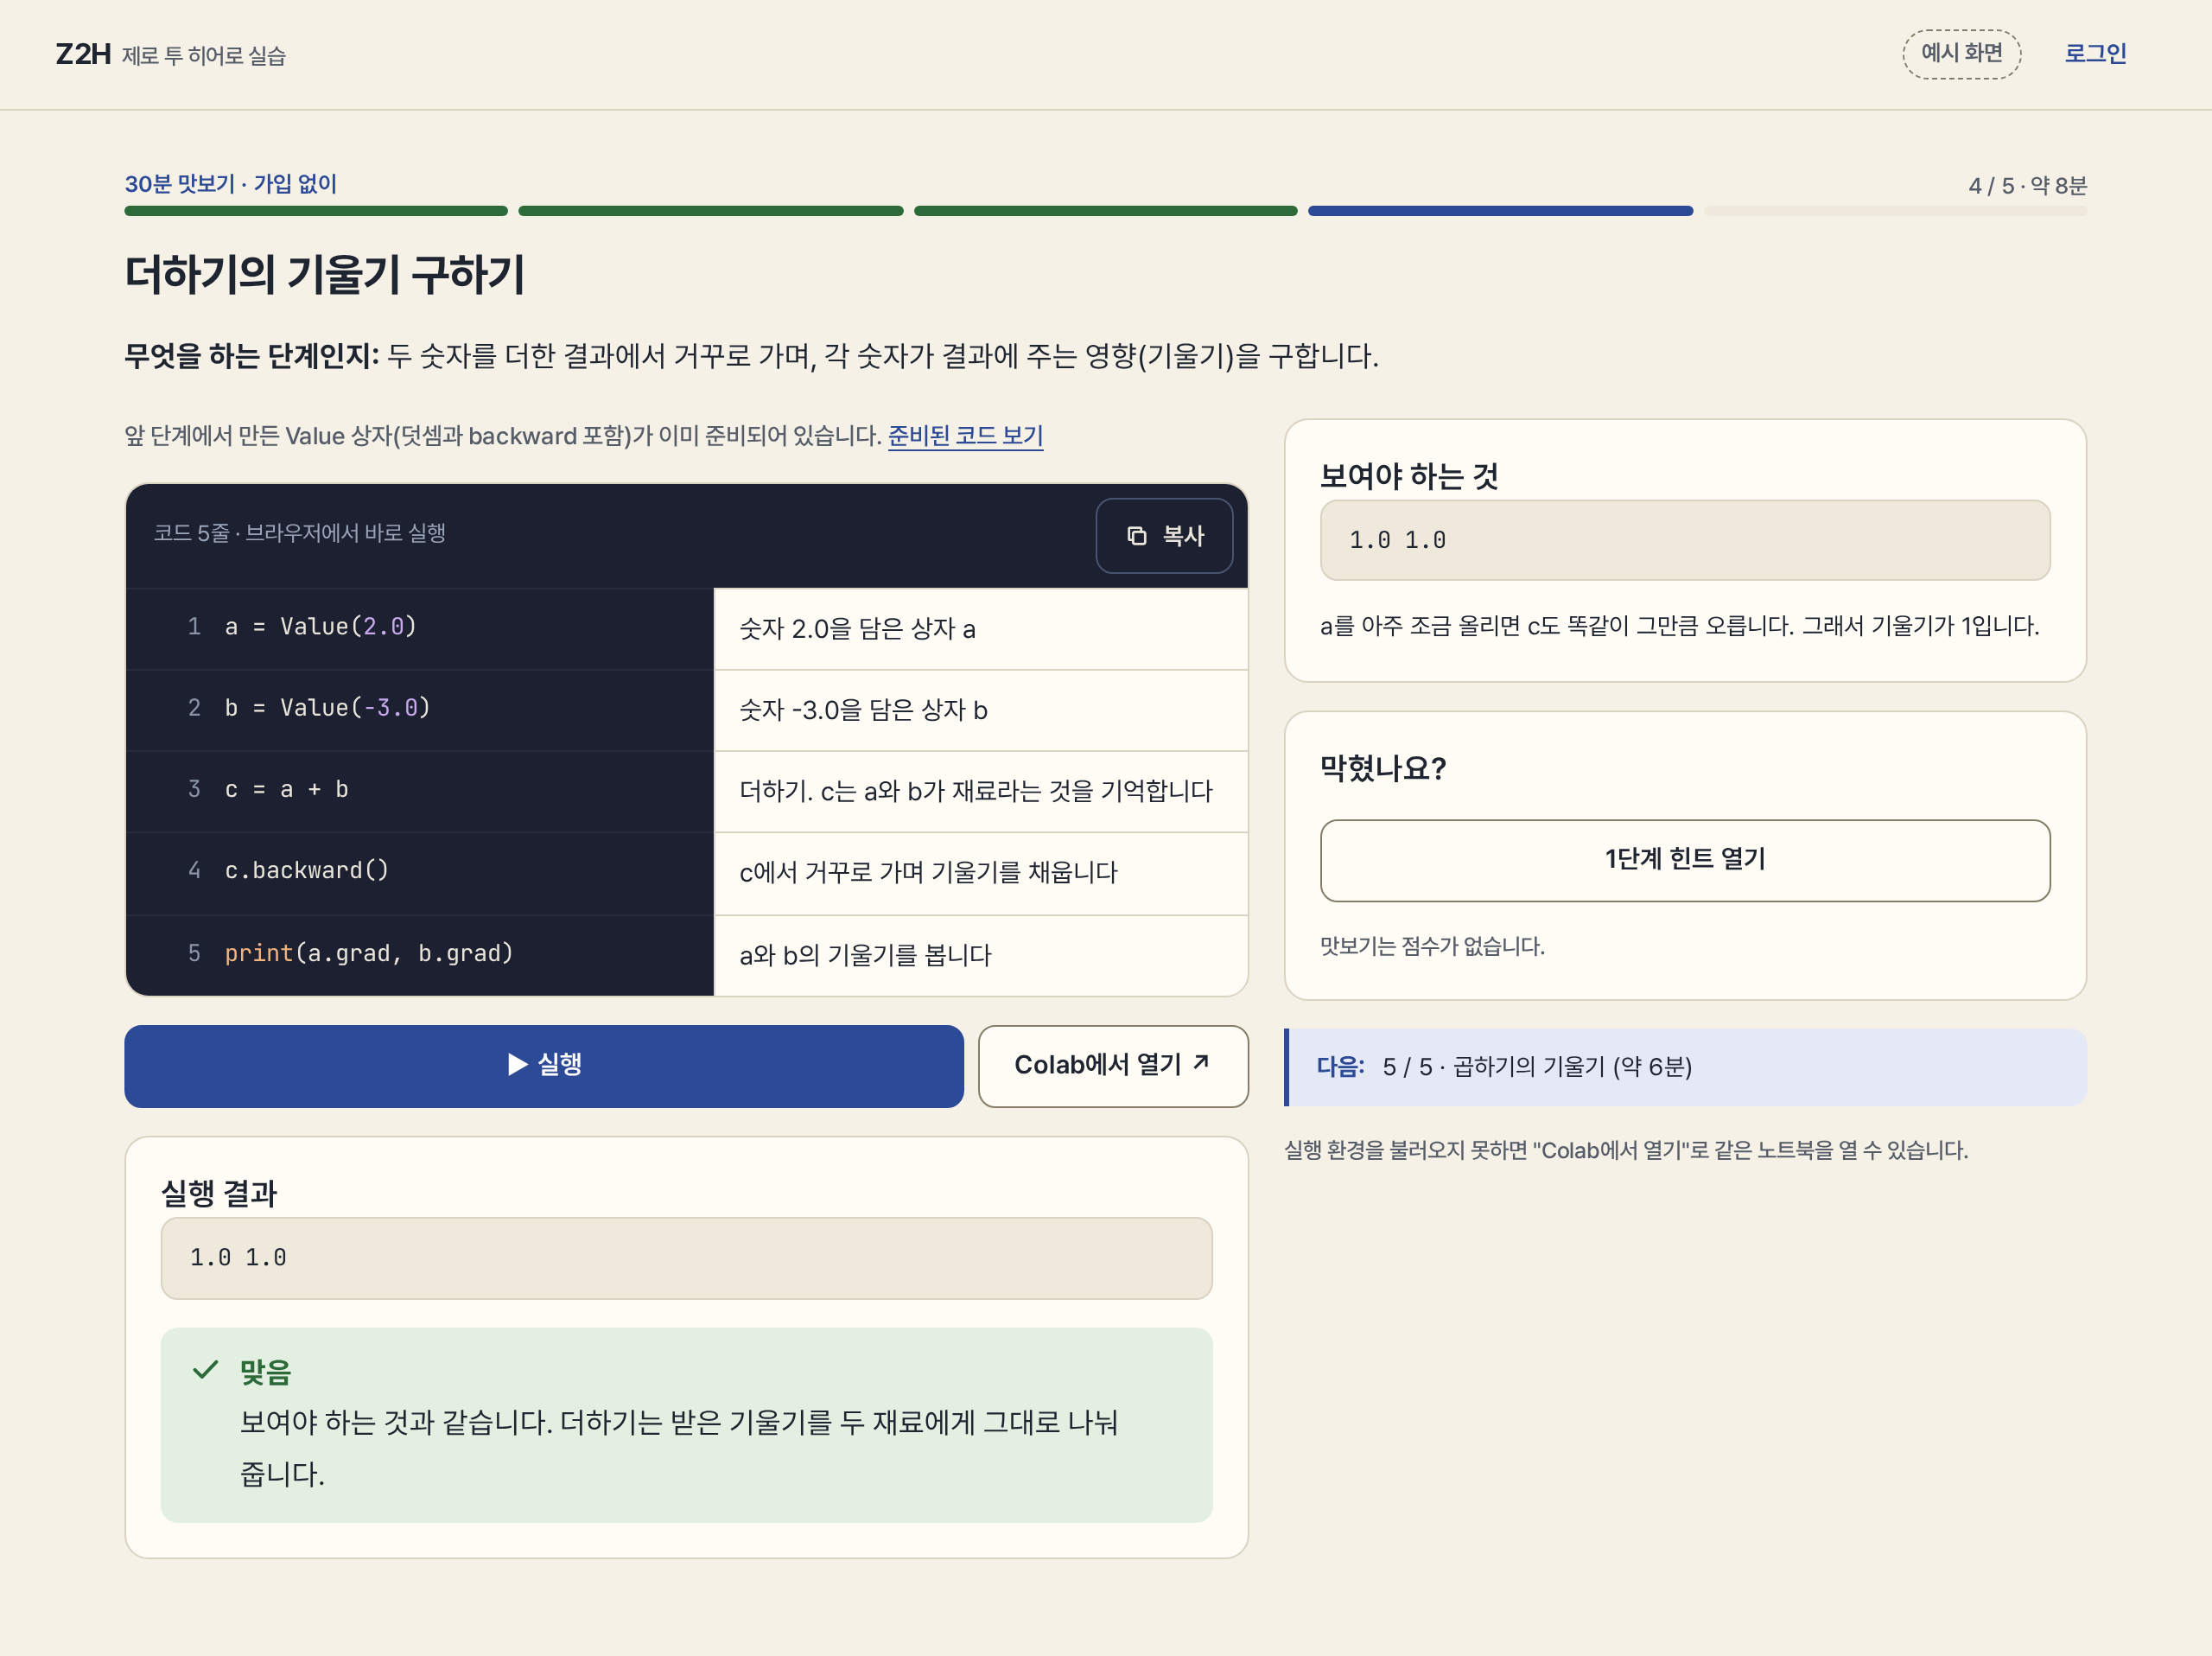 Z2H 제로 투 히어로 실습
예시 화면
로그인
30분 맛보기 · 가입 없이
4 / 5 · 약 8분
더하기의 기울기 구하기
무엇을 하는 단계인지: 두 숫자를 더한 결과에서 거꾸로 가며, 각 숫자가 결과에 주는 영향(기울기)을 구합니다.
앞 단계에서 만든 Value 상자(덧셈과 backward 포함)가 이미 준비되어 있습니다. 준비된 코드 보기
코드 5줄 · 브라우저에서 바로 실행
복사
1 a = Value(2.0)
숫자 2.0을 담은 상자 a
2 b = Value(-3.0)
숫자 -3.0을 담은 상자 b
3 c = a + b
더하기. c는 a와 b가 재료라는 것을 기억합니다
4 c.backward()
c에서 거꾸로 가며 기울기를 채웁니다
5 print(a.grad, b.grad)
a와 b의 기울기를 봅니다
▶ 실행
Colab에서 열기 ↗
실행 결과
1.0 1.0
맞음
보여야 하는 것과 같습니다. 더하기는 받은 기울기를 두 재료에게 그대로 나눠
줍니다.
보여야 하는 것
1.0 1.0
a를 아주 조금 올리면 c도 똑같이 그만큼 오릅니다. 그래서 기울기가 1입니다.
막혔나요?
1단계 힌트 열기
맛보기는 점수가 없습니다.
다음: 5 / 5 · 곱하기의 기울기 (약 6분)
실행 환경을 불러오지 못하면 "Colab에서 열기"로 같은 노트북을 열 수 있습니다.